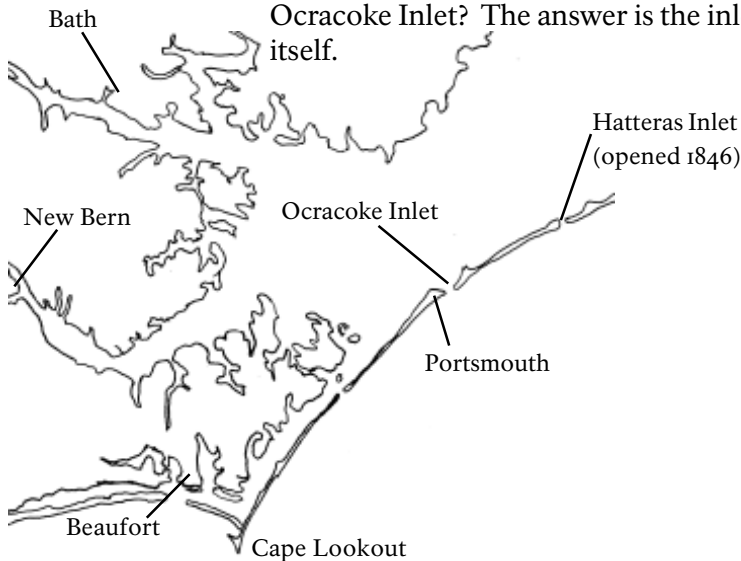 Ocracoke Inlet? The answer is the inl
itself.
Bath
Hatteras Inlet
(opened 1846)
Ocracoke Inlet
New Bern
Portsmouth
Beaufort
Cape Lookout